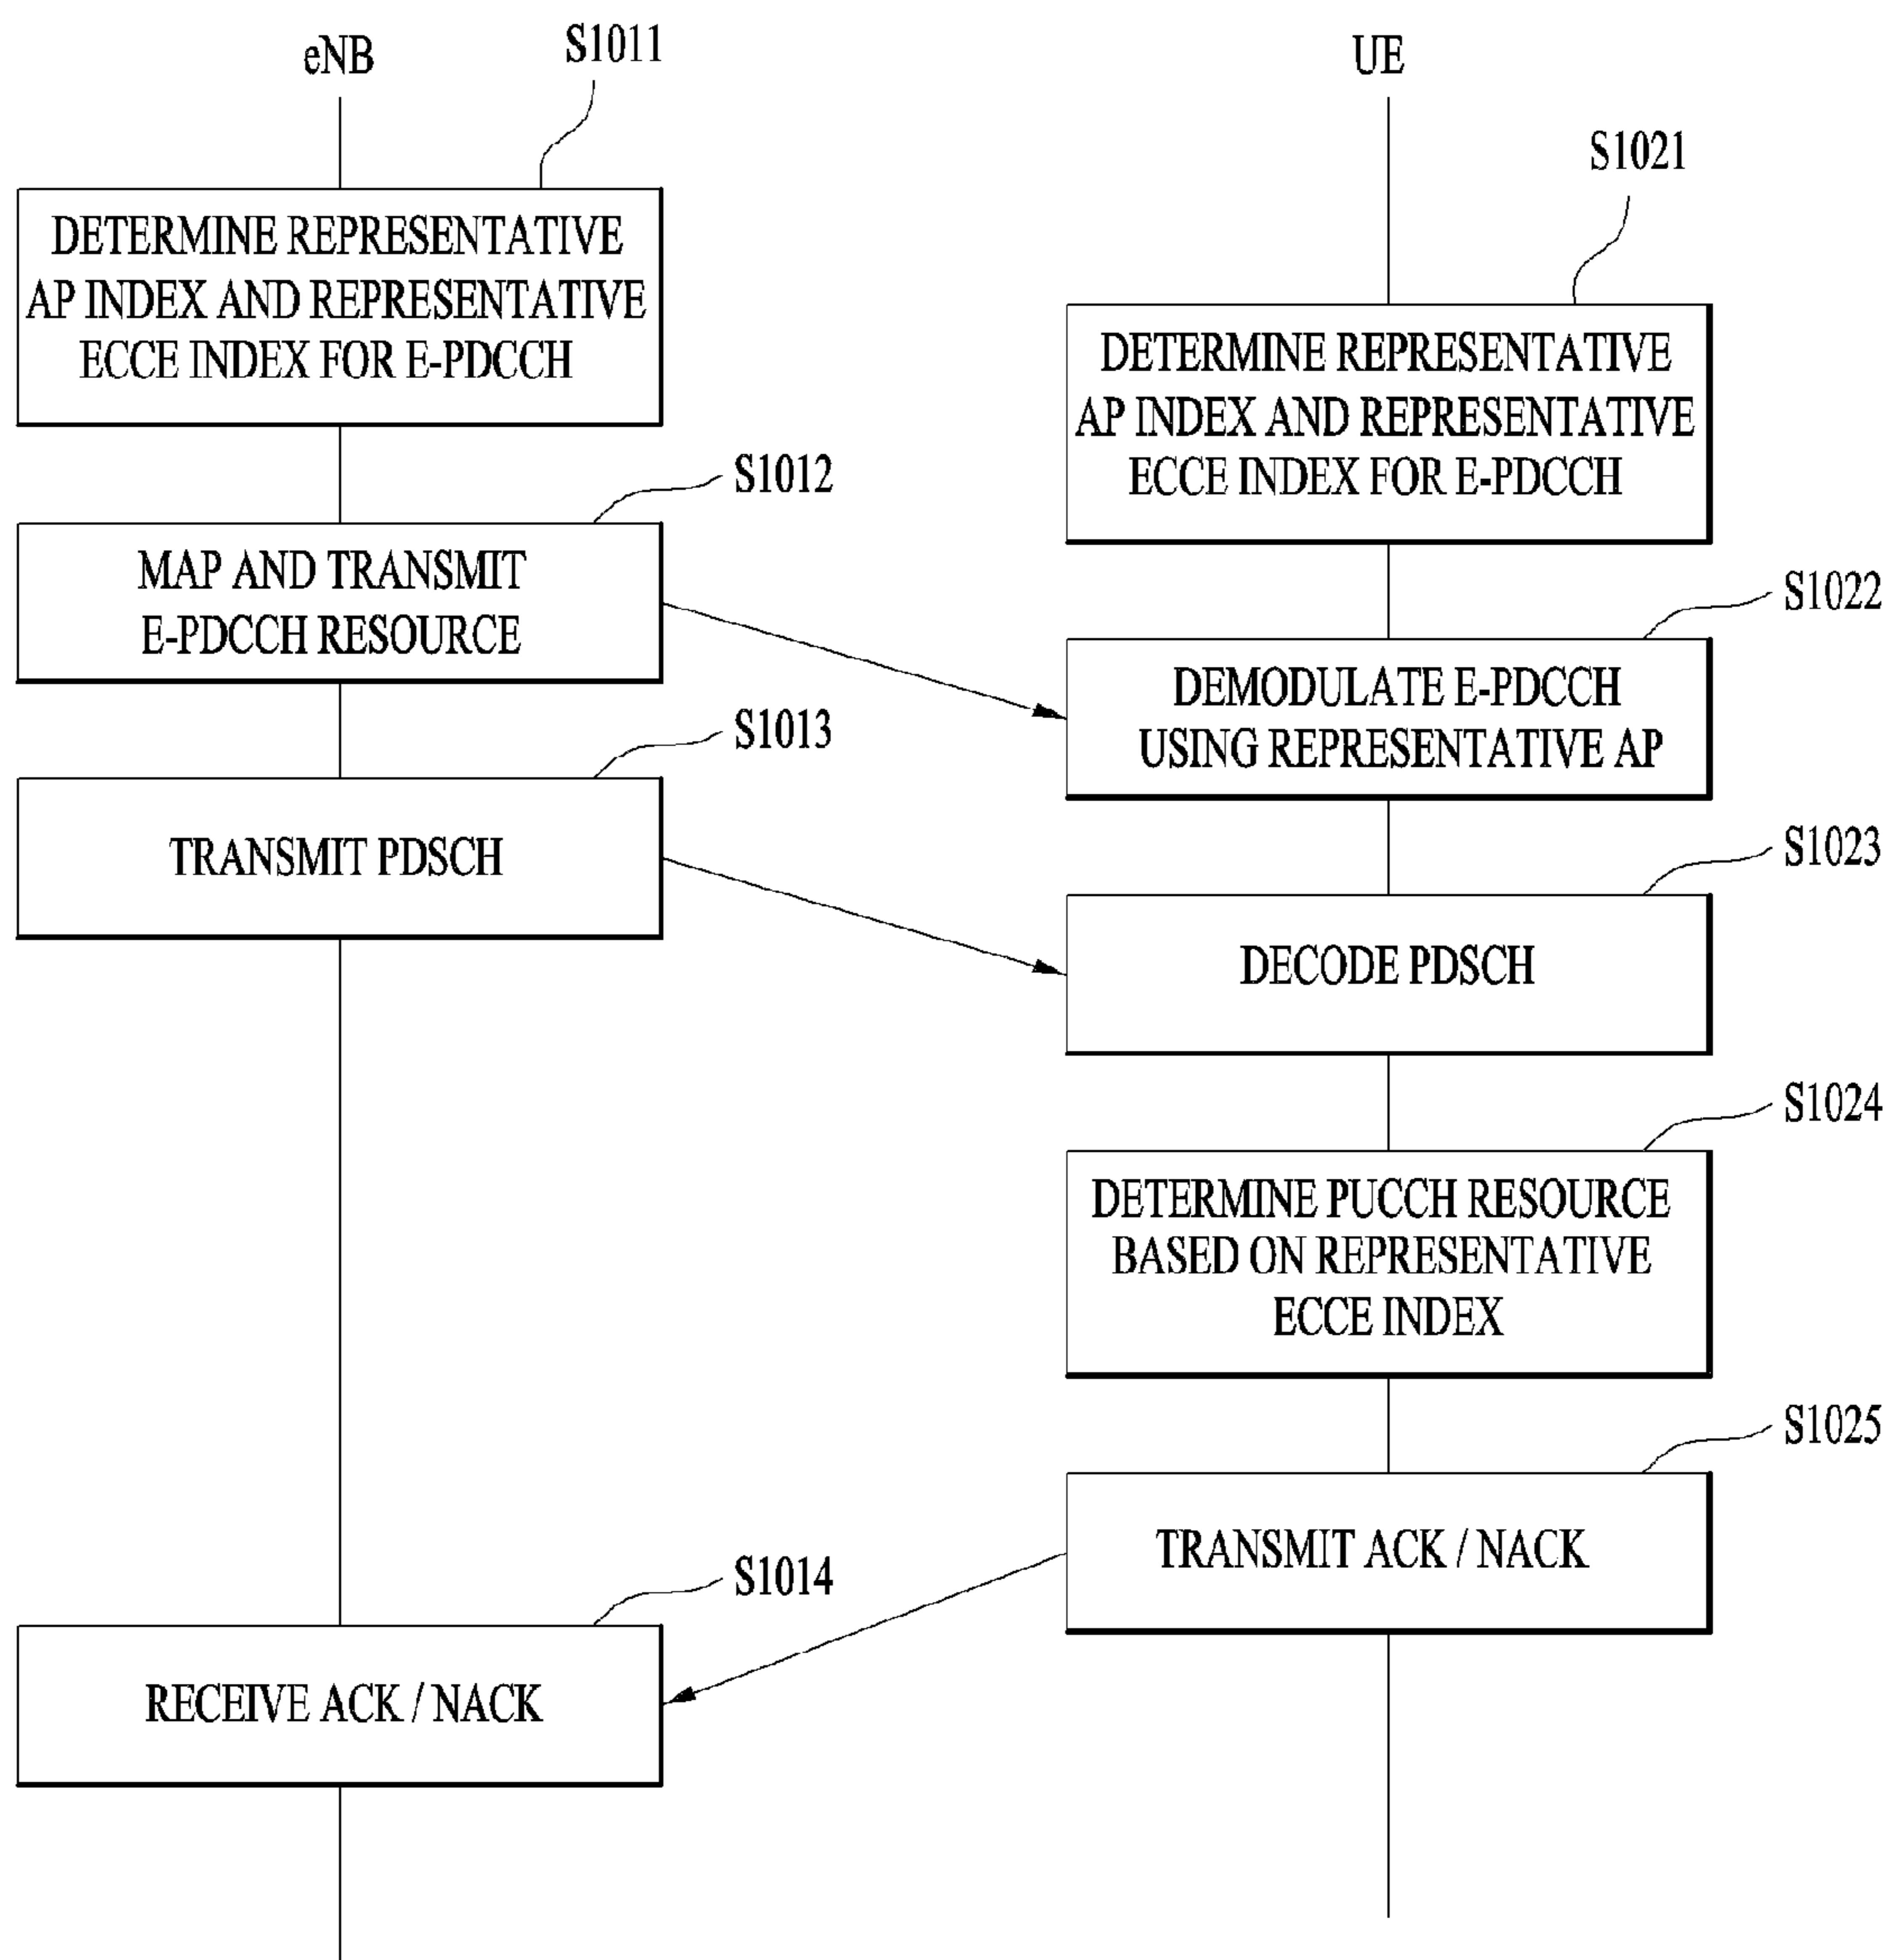 eNB
S1011
UE
S1021
DETERMINE REPRESENTATIVE
AP INDEX AND REPRESENTATIVE
ECCE INDEX FOR E-PDCCH
DETERMINE REPRESENTATIVE
AP INDEX AND REPRESENTATIVE
ECCE INDEX FOR E-PDCCH
S1012
MAP AND TRANSMIT
E-PDCCH RESOURCE
S1022
DEMODULATE E-PDCCH
USING REPRESENTATIVE AP
S1013
TRANSMIT PDSCH
S1023
DECODE PDSCH
S1024
DETERMINE PUCCH RESOURCE
BASED ON REPRESENTATIVE
ECCE INDEX
S1025
TRANSMIT ACK / NACK
S1014
RECEIVE ACK / NACK